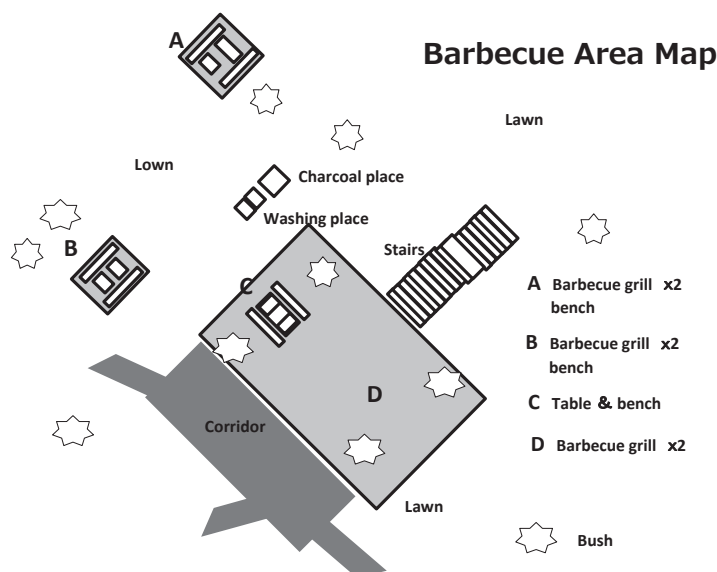 Barbecue Area Map
A
Lawn
Lown
Charcoal place
Washing place
Stairs
B
C
D
Corridor
Lawn
A Barbecue grill x2
bench
B Barbecue grill x2
bench
C Table & bench
D Barbecue grill x2
Bush